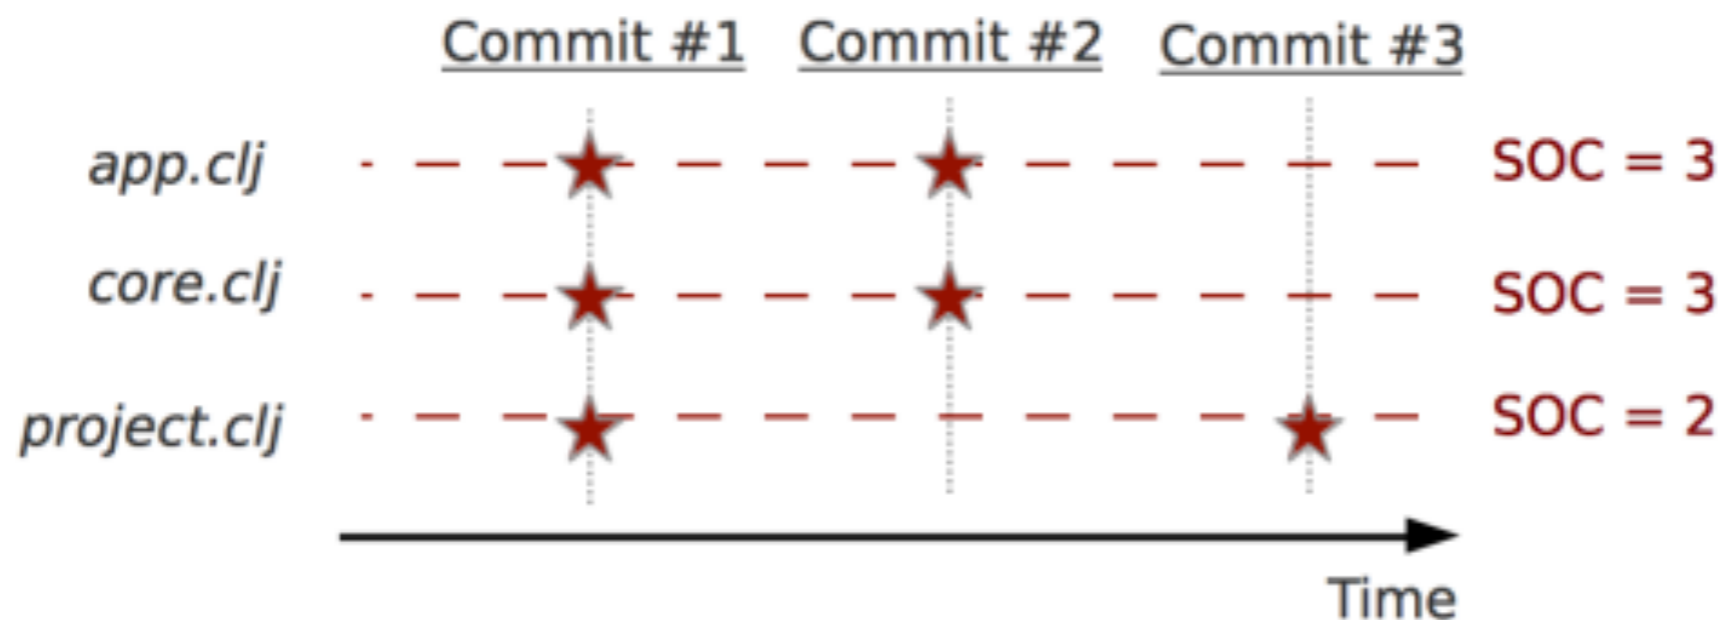 Commit #1 Commit #2 Commit #3
app.clj SOC = 3
core.clj SOC = 3
project.clj SOC = 2
Time